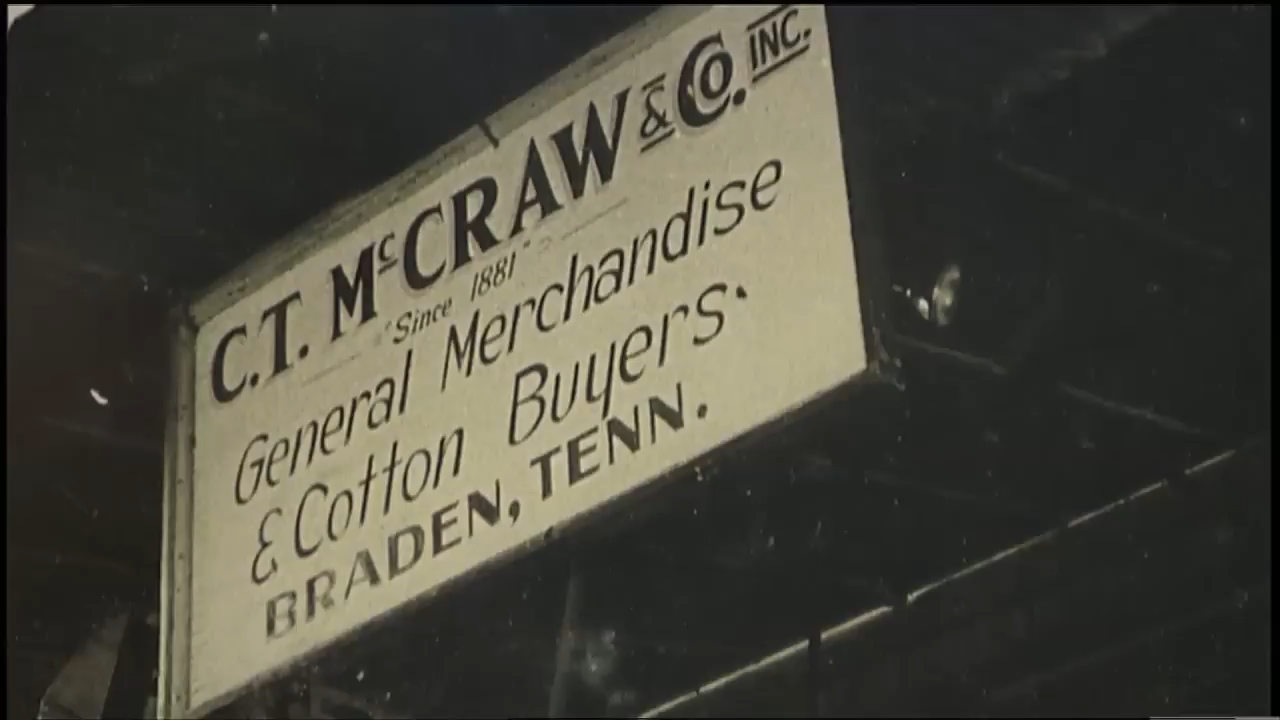 C.T. McCRAW & Co. INC.
"Since 1881"
General Merchandise
& Cotton Buyers.
BRADEN, TENN.